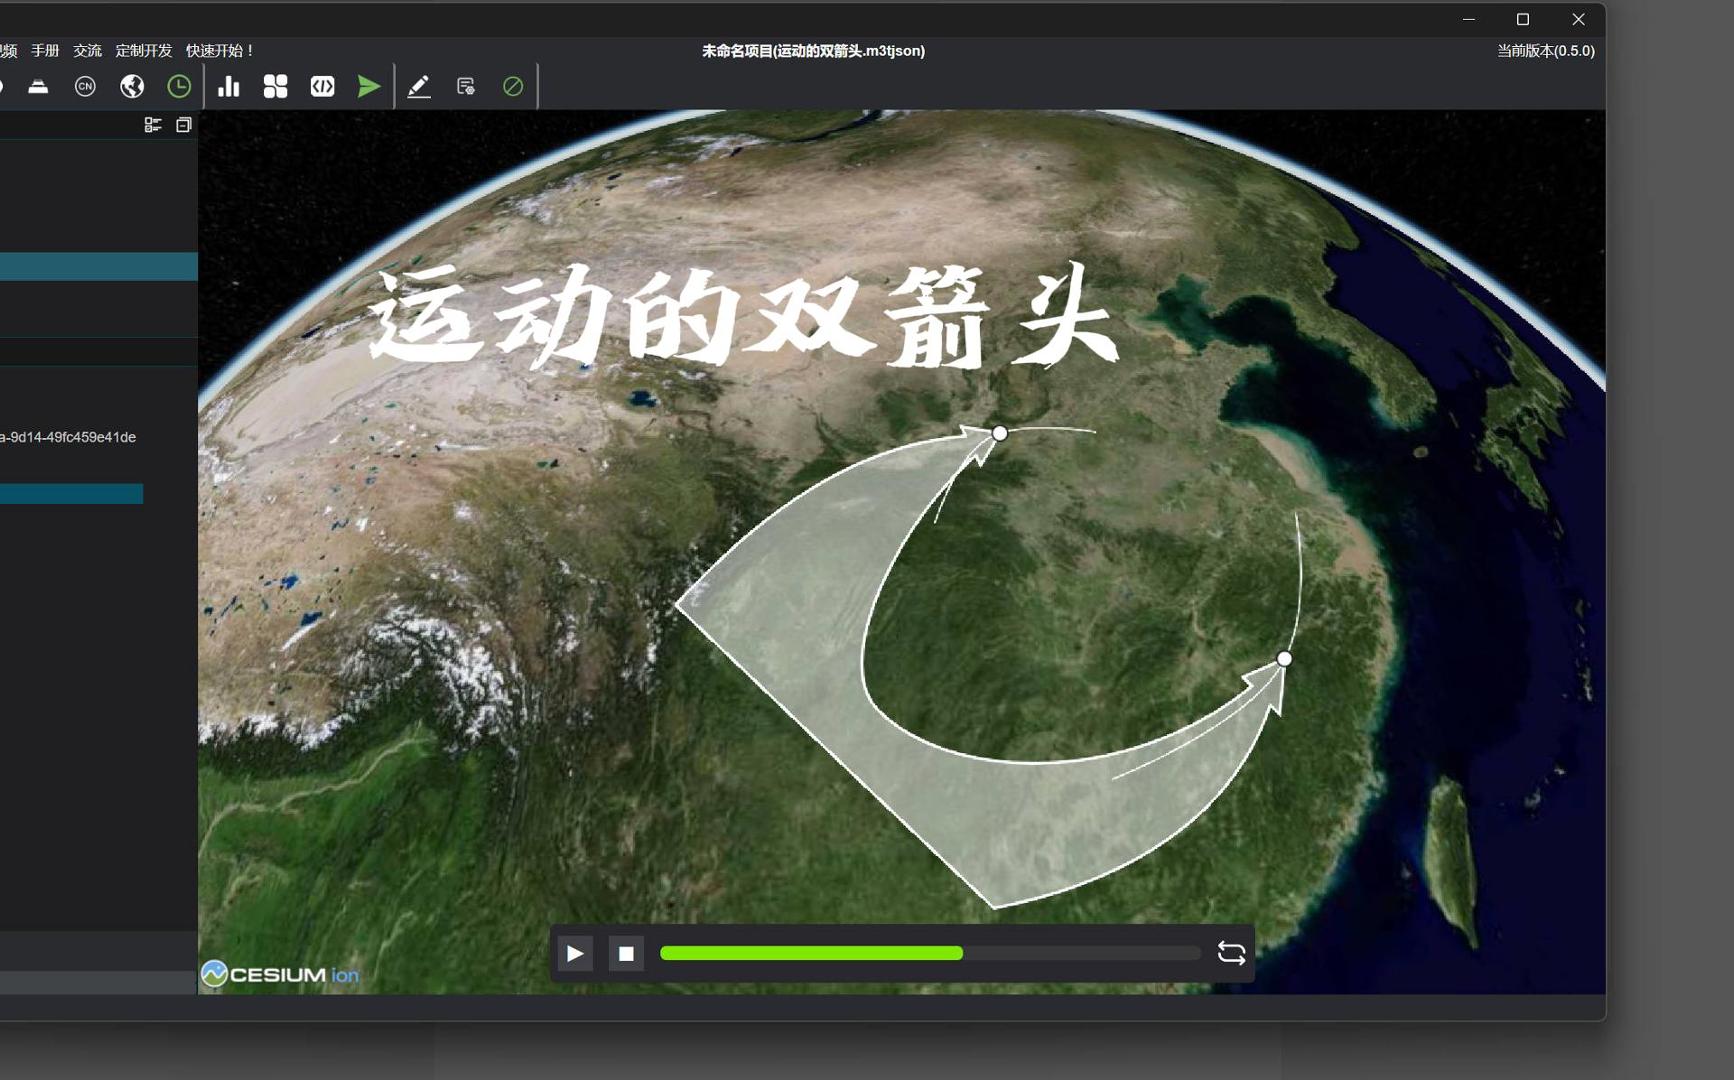 手册 交流 定制开发 快速开始！
未命名项目(运动的双箭头.m3tjson)
当前版本(0.5.0)
CN
运动的双箭头
a-9d14-49fc459e41de
CESIUM ion